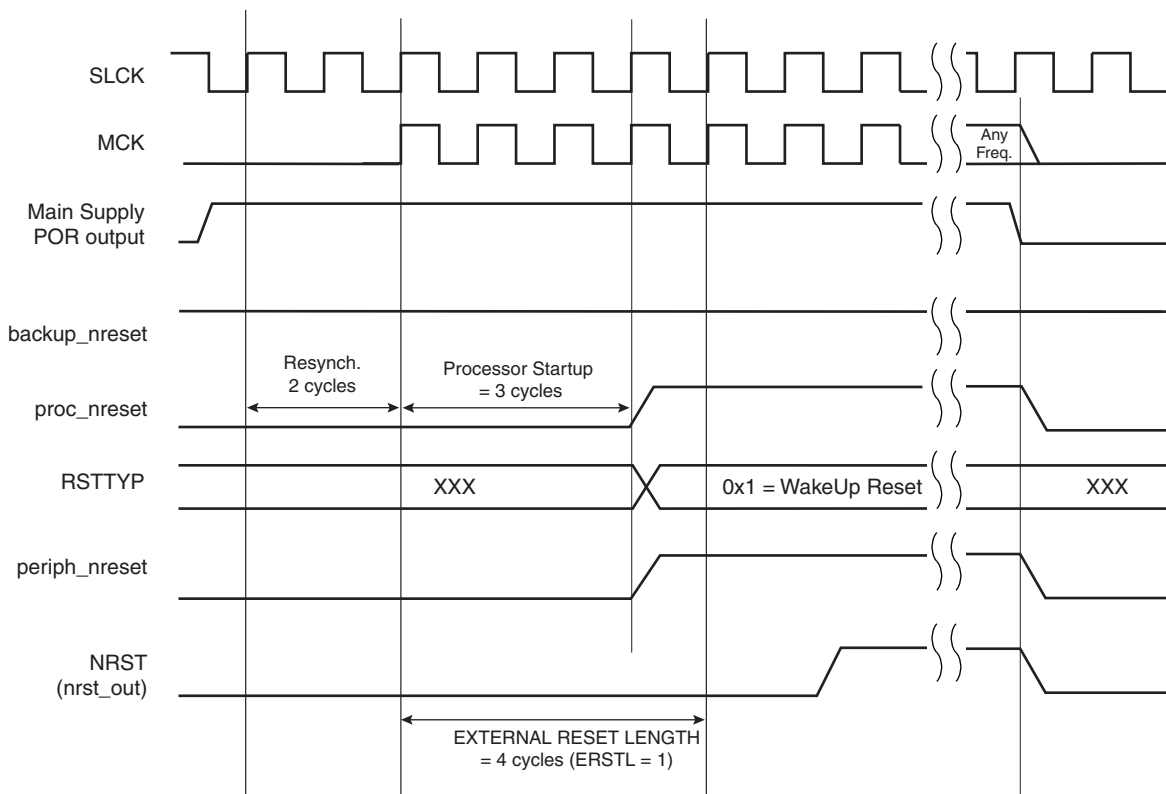 SLCK
MCK
Any
Freq.
Main Supply
POR output
backup_nreset
Resynch.
2 cycles
Processor Startup
= 3 cycles
proc_nreset
RSTTYP
XXX
0x1 = WakeUp Reset
XXX
periph_nreset
NRST
(nrst_out)
EXTERNAL RESET LENGTH
= 4 cycles (ERSTL = 1)